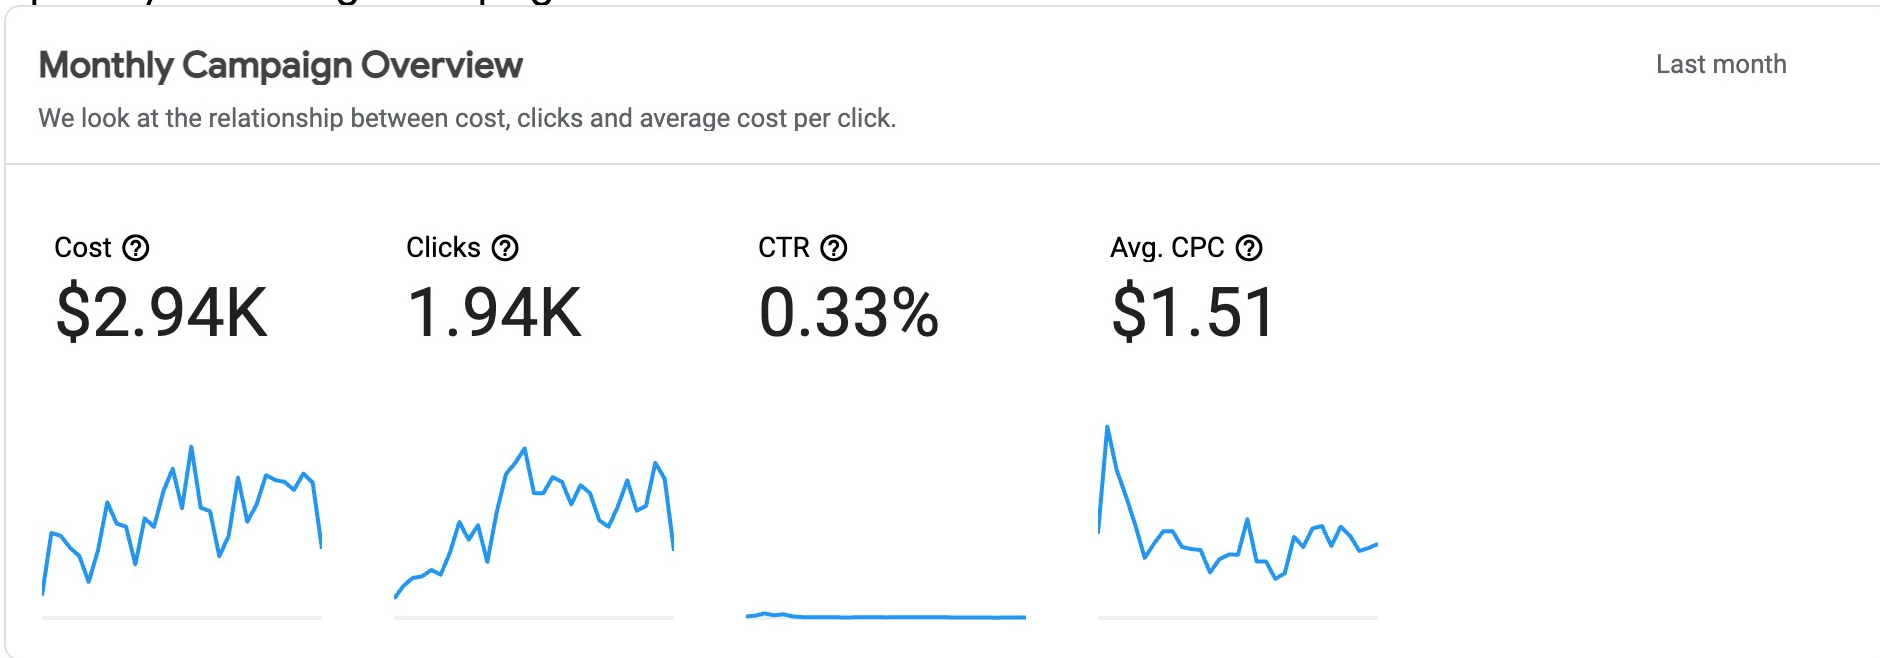 Monthly Campaign Overview
Last month
We look at the relationship between cost, clicks and average cost per click.
Cost
Clicks
CTR
Avg. CPC
$2.94K
1.94K
0.33%
$1.51